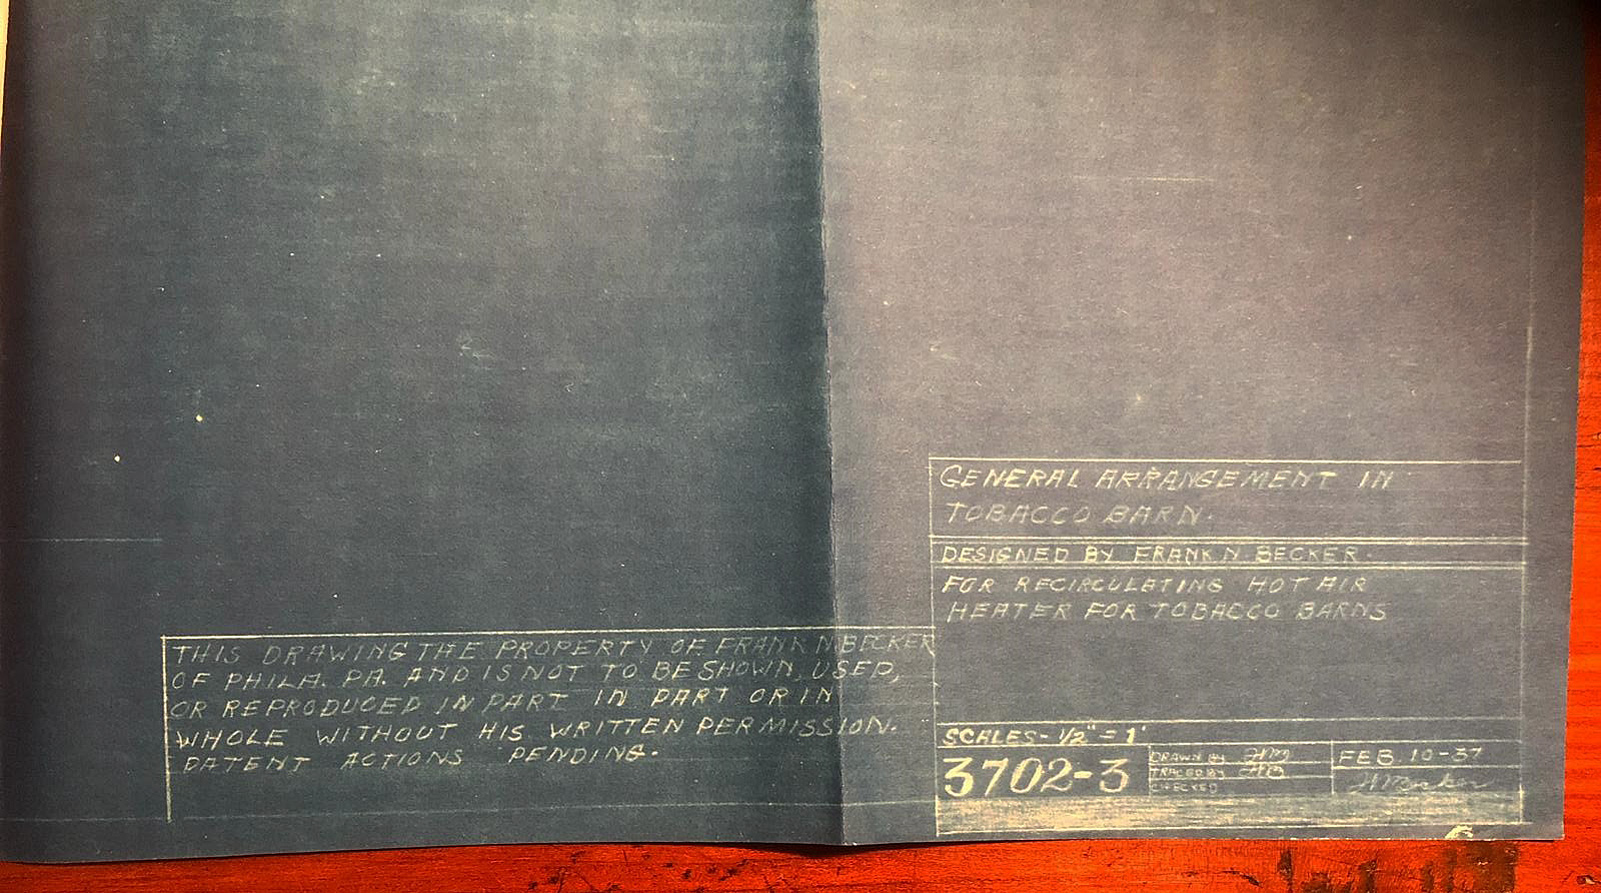 THIS DRAWING THE PROPERTY OF FRANK N BECKER
OF PHILA. PA. AND IS NOT TO BE SHOWN, USED,
OR REPRODUCED IN PART IN PART OR IN
WHOLE WITHOUT HIS WRITTEN PERMISSION.
PATENT ACTIONS PENDING.
GENERAL ARRANGEMENT IN
TOBACCO BARN.
DESIGNED BY FRANK N BECKER.
FOR RECIRCULATING HOT AIR
HEATER FOR TOBACCO BARNS
SCALES - 1/2" = 1'
3702-3
DRAWN BY
TRACED BY
CHECKED
FEB. 10-37